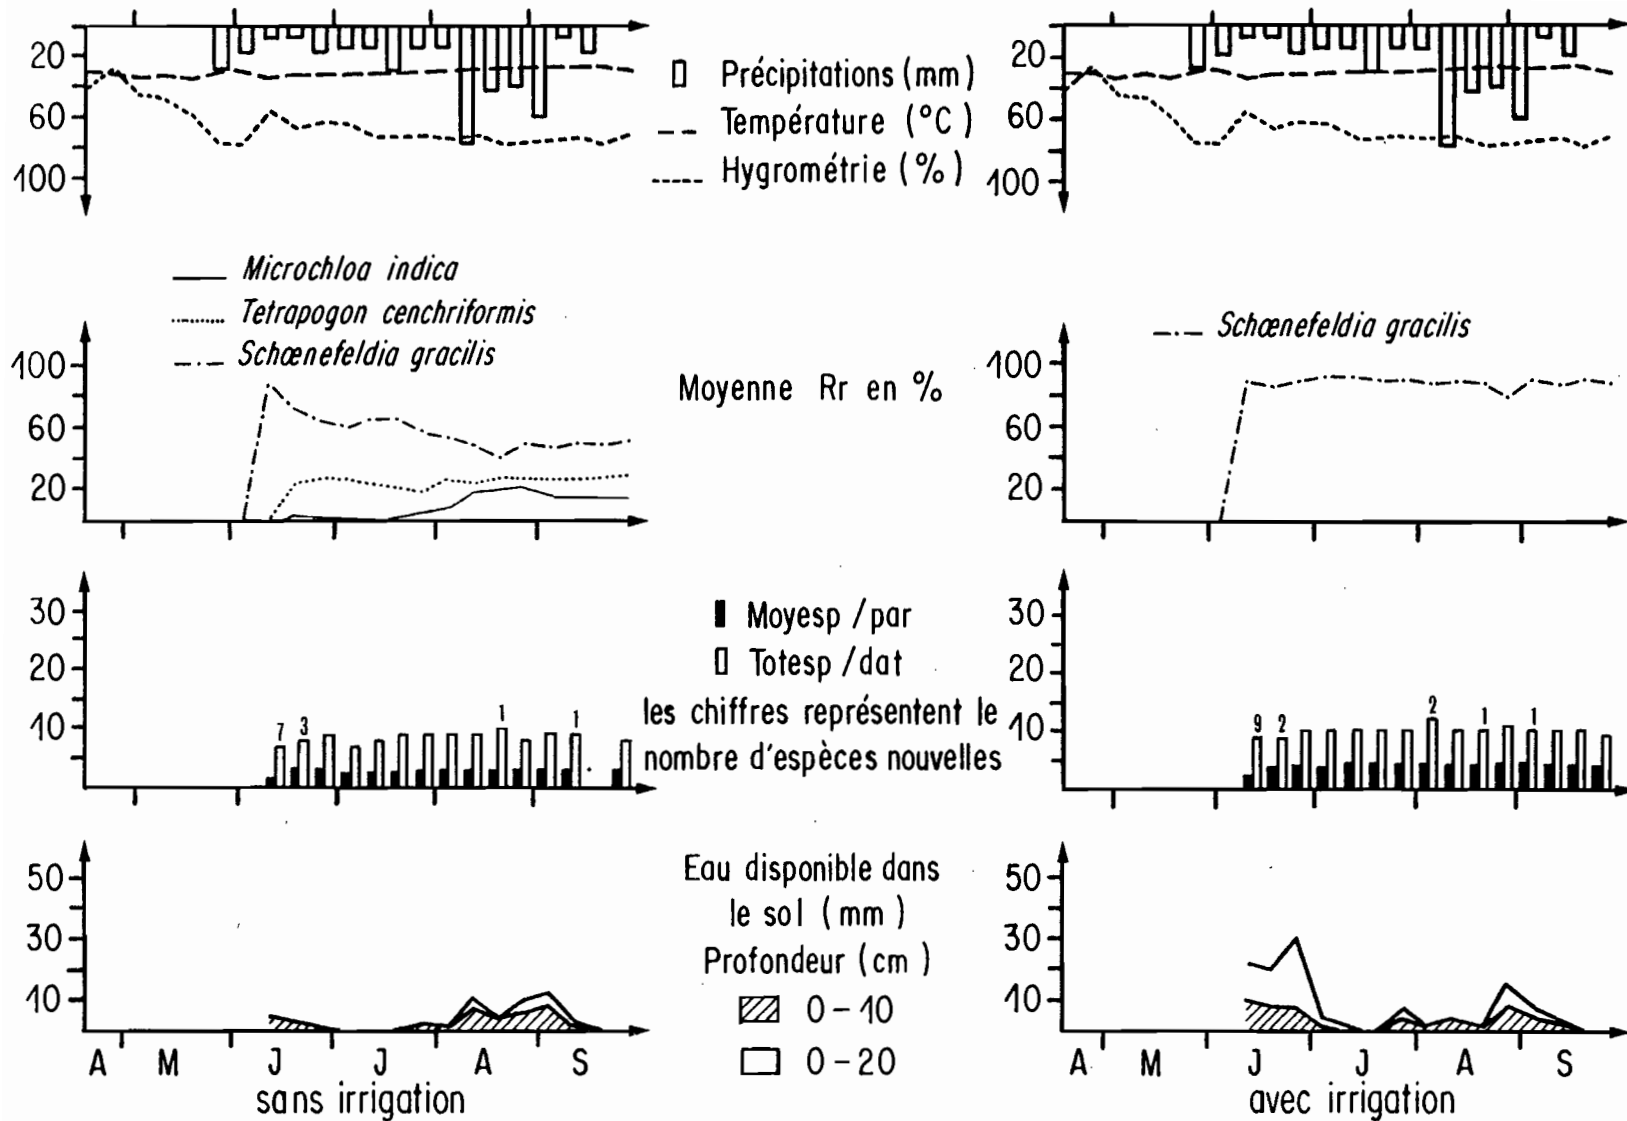 20
60
100
Précipitations (mm)
Température (°C)
Hygrométrie (%)
20
60
100
Microchloa indica
Tetrapogon cenchriformis
Schœnefeldia gracilis
100
60
20
Moyenne Rr en %
Schœnefeldia gracilis
100
60
20
30
20
10
7 3 1 1
Moyesp /par
Totesp /dat
les chiffres représentent le
nombre d'espèces nouvelles
30
20
10
9 2 2 1 1
50
30
10
Eau disponible dans
le sol (mm)
Profondeur (cm)
0-10
0-20
50
30
10
A M J J A S
sans irrigation
A M J J A S
avec irrigation